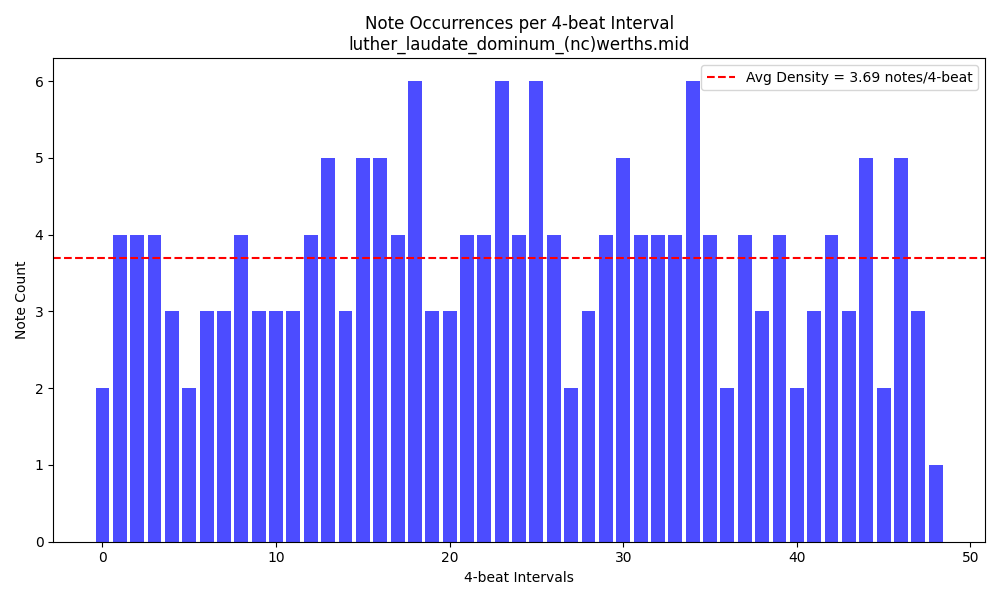 Note Occurrences per 4-beat Interval
luther_laudate_dominum_(nc)werths.mid
Avg Density = 3.69 notes/4-beat
Note Count
6
5
4
3
2
1
0
0 10 20 30 40 50
4-beat Intervals